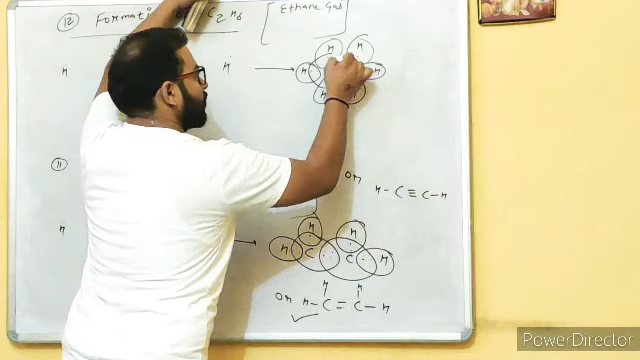 12 Formati C2H6 [Ethane Gas
H H → H H H H H
11
OR H-C≡C-H
H → H H C C H H
H H
OR H-C=C-H
PowerDirector